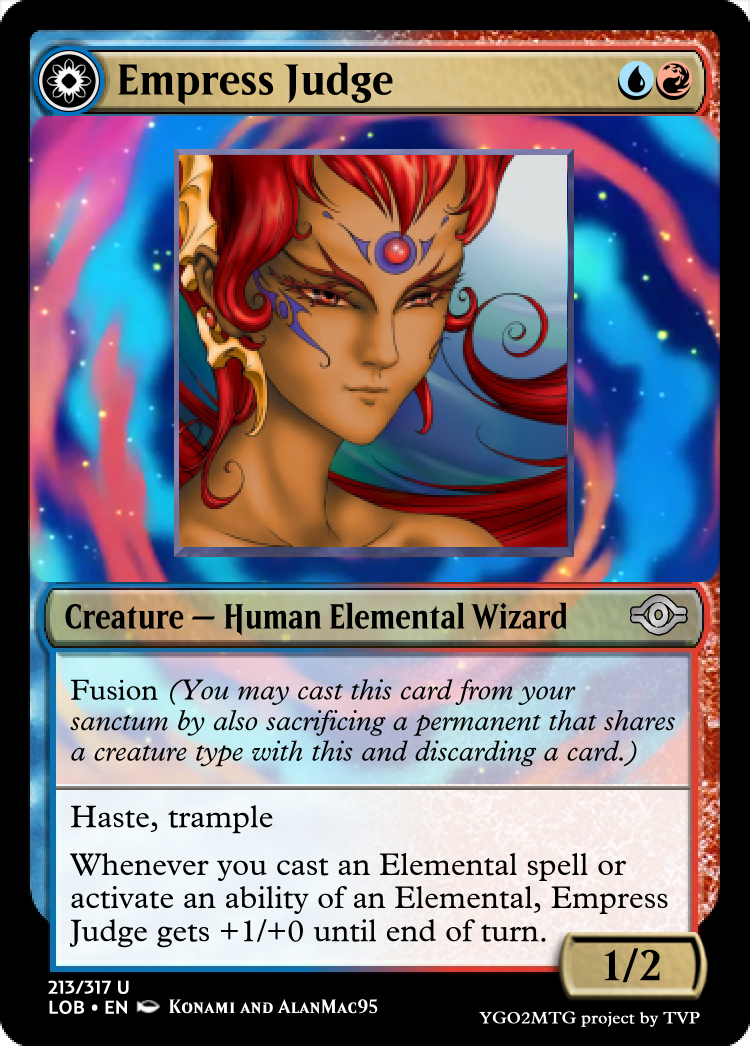 Empress Judge
Creature — Human Elemental Wizard
Fusion (You may cast this card from your
sanctum by also sacrificing a permanent that shares
a creature type with this and discarding a card.)
Haste, trample
Whenever you cast an Elemental spell or
activate an ability of an Elemental, Empress
Judge gets +1/+0 until end of turn.
1/2
213/317 U
LOB • EN Konami and AlanMac95
YGO2MTG project by TVP